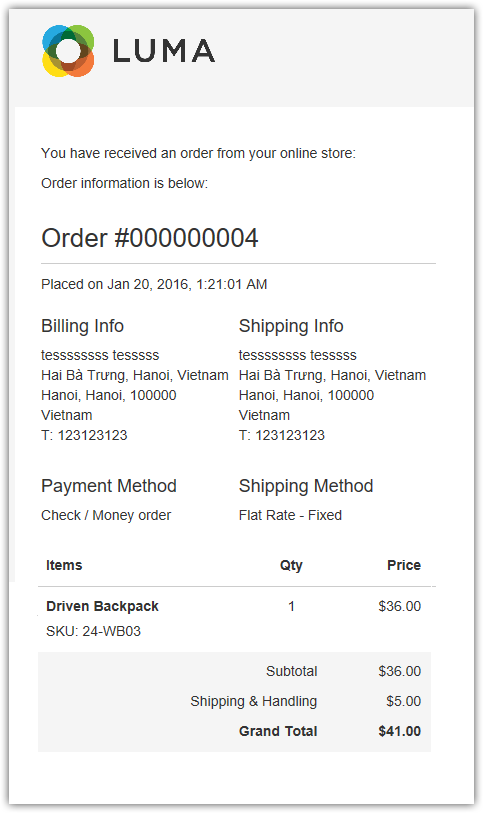 LUMA
You have received an order from your online store:
Order information is below:
Order #000000004
Placed on Jan 20, 2016, 1:21:01 AM
Billing Info
tesssssssss tesssss
Hai Bà Trưng, Hanoi, Vietnam
Hanoi, Hanoi, 100000
Vietnam
T: 123123123
Shipping Info
tesssssssss tesssss
Hai Bà Trưng, Hanoi, Vietnam
Hanoi, Hanoi, 100000
Vietnam
T: 123123123
Payment Method
Check / Money order
Shipping Method
Flat Rate - Fixed
Items Qty Price
Driven Backpack 1 $36.00
SKU: 24-WB03
Subtotal $36.00
Shipping & Handling $5.00
Grand Total $41.00